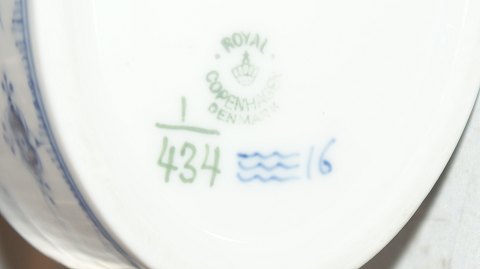 ROYAL
COPENHAGEN
DENMARK
1
434 16